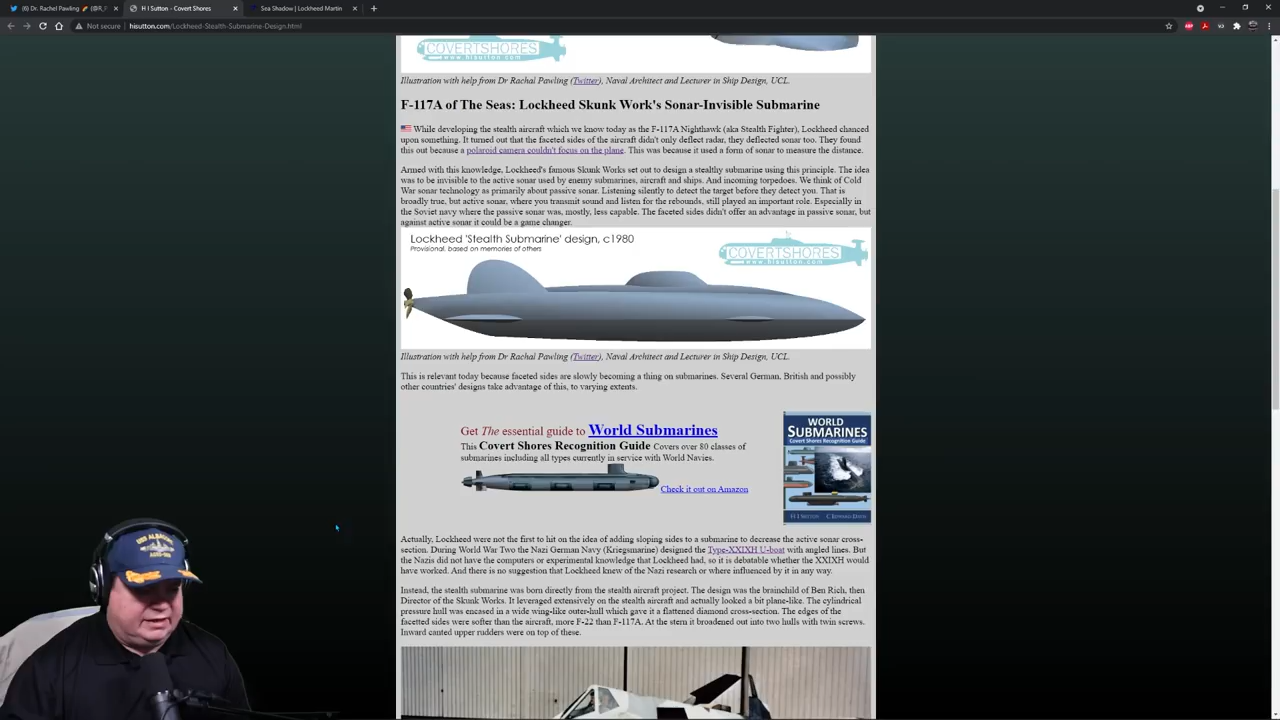 (6) Dr. Rachel Pawling
H I Sutton - Covert Shores
Sea Shadow | Lockheed Martin
hisutton.com/Lockheed-Stealth-Submarine-Design.html
COVERTSHORES
www.hisutton.com
Illustration with help from Dr Rachal Pawling (Twitter), Naval Architect and Lecturer in Ship Design, UCL.
F-117A of The Seas: Lockheed Skunk Work's Sonar-Invisible Submarine
While developing the stealth aircraft which we know today as the F-117A Nighthawk (aka Stealth Fighter), Lockheed chanced
upon something. It turned out that the faceted sides of the aircraft didn't only deflect radar, they deflected sonar too. They found
this out because a polaroid camera couldn't focus on the plane. This was because it used a form of sonar to measure the distance.
Armed with this knowledge, Lockheed's famous Skunk Works set out to design a stealthy submarine using this principle. The idea
was to be invisible to the active sonar used by enemy submarines, aircraft and ships. And incoming torpedoes. We think of Cold
War sonar technology as primarily about passive sonar. Listening silently to detect the target before they detect you. That is
broadly true, but active sonar, where you transmit sound and listen for the rebounds, still played an important role. Especially in
the Soviet navy where the passive sonar was, mostly, less capable. The faceted sides didn't offer an advantage in passive sonar, but
against active sonar it could be a game changer.
Lockheed 'Stealth Submarine' design, c1980
Provisional, based on memories of others
COVERTSHORES
www.hisutton.com
Illustration with help from Dr Rachal Pawling (Twitter), Naval Architect and Lecturer in Ship Design, UCL.
This is relevant today because faceted sides are slowly becoming a thing on submarines. Several German, British and possibly
other countries' designs take advantage of this, to varying extents.
Get The essential guide to World Submarines
This Covert Shores Recognition Guide Covers over 80 classes of
submarines including all types currently in service with World Navies.
Check it out on Amazon
WORLD
SUBMARINES
Covert Shores Recognition Guide
H I Sutton
Actually, Lockheed were not the first to hit on the idea of adding sloping sides to a submarine to decrease the active sonar cross-
section. During World War Two the Nazi German Navy (Kriegsmarine) designed the Type-XXIXH U-boat with angled lines. But
the Nazis did not have the computers or experimental knowledge that Lockheed had, so it is debatable whether the XXIXH would
have worked. And there is no suggestion that Lockheed knew of the Nazi research or where influenced by it in any way.
Instead, the stealth submarine was born directly from the stealth aircraft project. The design was the brainchild of Ben Rich, then
Director of the Skunk Works. It leveraged extensively on the stealth aircraft and actually looked a bit plane-like. The cylindrical
pressure hull was encased in a wide wing-like outer-hull which gave it a flattened diamond cross-section. The edges of the
facetted sides were softer than the aircraft, more F-22 than F-117A. At the stern it broadened out into two hulls with twin screws.
Inward canted upper rudders were on top of these.